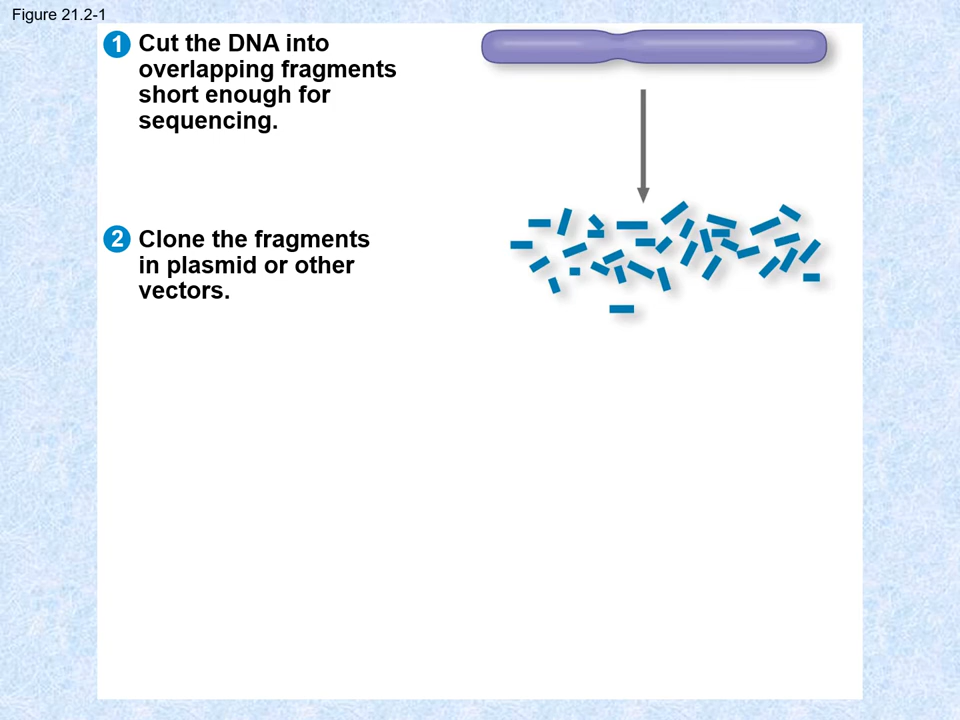 Figure 21.2-1
1 Cut the DNA into
overlapping fragments
short enough for
sequencing.
2 Clone the fragments
in plasmid or other
vectors.